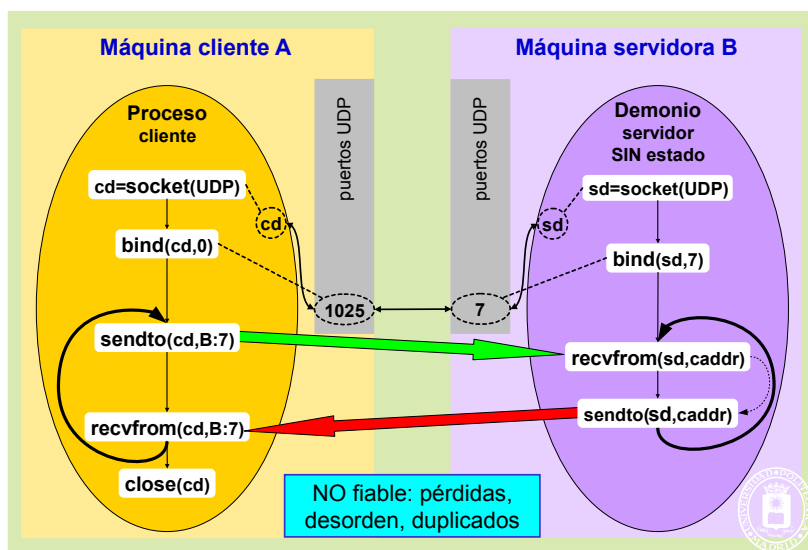 Máquina cliente A
Máquina servidora B
puertos UDP
puertos UDP
Proceso
cliente
cd=socket(UDP)
cd
bind(cd,0)
1025
sendto(cd,B:7)
recvfrom(cd,B:7)
close(cd)
Demonio
servidor
SIN estado
sd=socket(UDP)
sd
bind(sd,7)
7
recvfrom(sd,caddr)
sendto(sd,caddr)
NO fiable: pérdidas,
desorden, duplicados